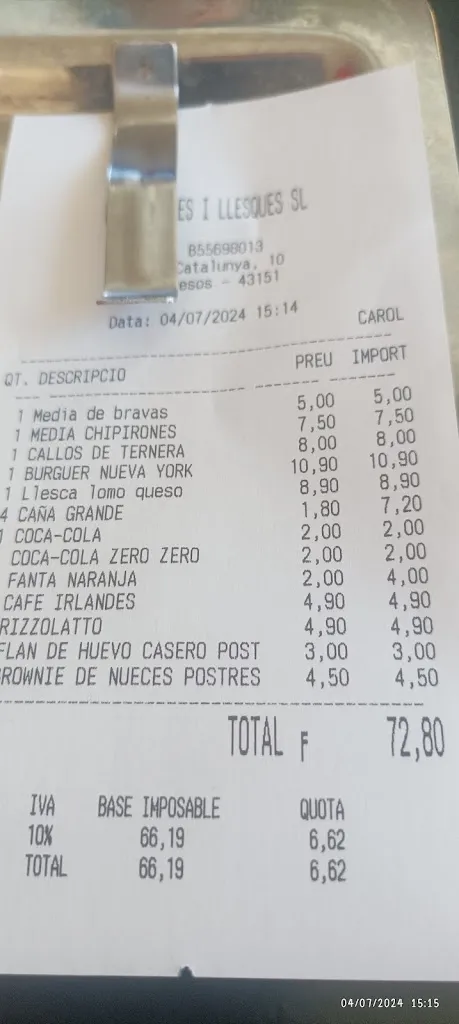 ES I LLESQUES SL
B55698013
Catalunya, 10
esos - 43151
Data: 04/07/2024 15:14 CAROL
QT. DESCRIPCIO PREU IMPORT
1 Media de bravas 5,00 5,00
1 MEDIA CHIPIRONES 7,50 7,50
1 CALLOS DE TERNERA 8,00 8,00
1 BURGUER NUEVA YORK 10,90 10,90
1 Llesca lomo queso 8,90 8,90
4 CAÑA GRANDE 1,80 7,20
1 COCA-COLA 2,00 2,00
COCA-COLA ZERO ZERO 2,00 2,00
FANTA NARANJA 2,00 4,00
CAFE IRLANDES 4,90 4,90
RIZZOLATTO 4,90 4,90
FLAN DE HUEVO CASERO POST 3,00 3,00
ROWNIE DE NUECES POSTRES 4,50 4,50
TOTAL F 72,80
IVA BASE IMPOSABLE QUOTA
10% 66,19 6,62
TOTAL 66,19 6,62
04/07/2024 15:15